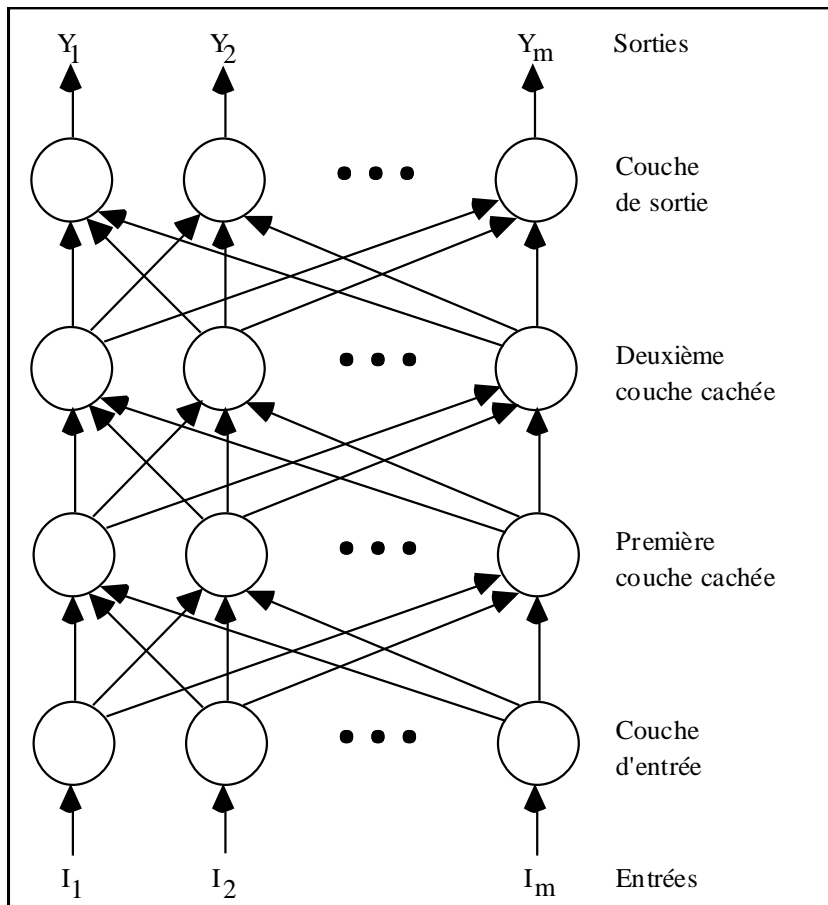 Y1 Y2 Ym Sorties
Couche
de sortie
Deuxième
couche cachée
Première
couche cachée
Couche
d'entrée
I1 I2 Im Entrées